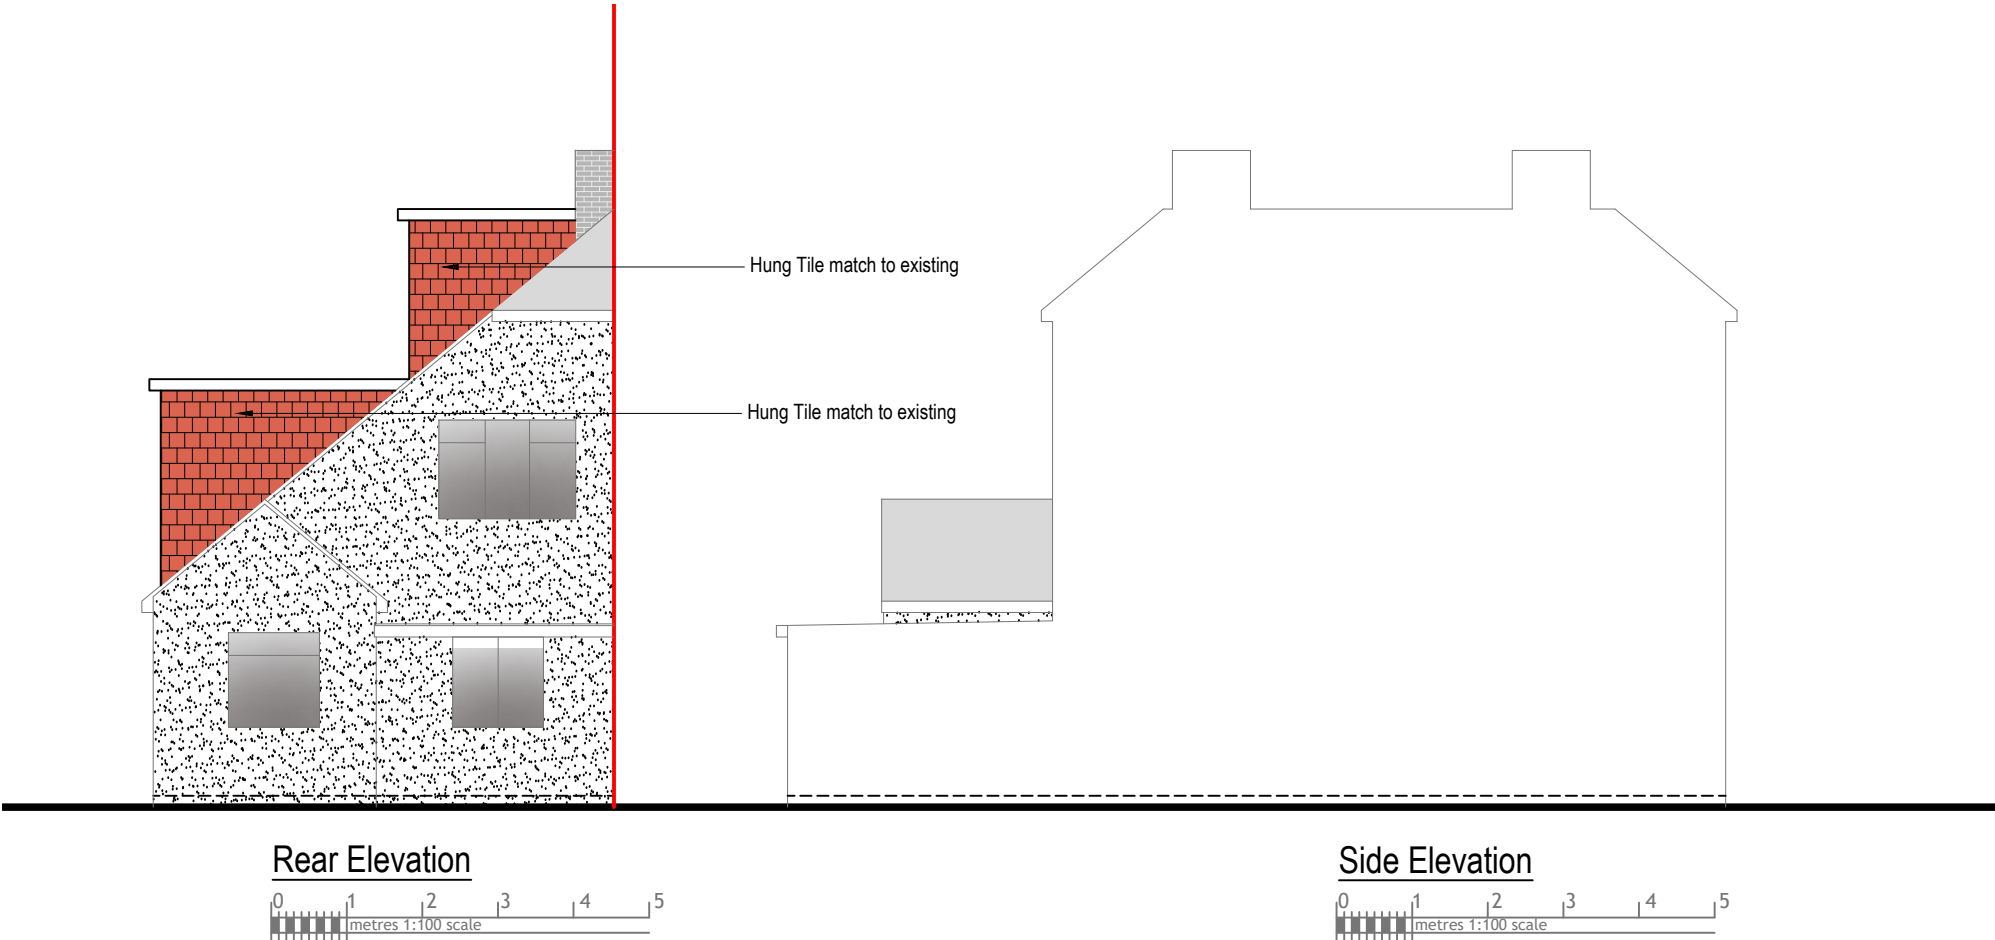 Hung Tile match to existing
Hung Tile match to existing
Rear Elevation
0 1 2 3 4 5
metres 1:100 scale
Side Elevation
0 1 2 3 4 5
metres 1:100 scale